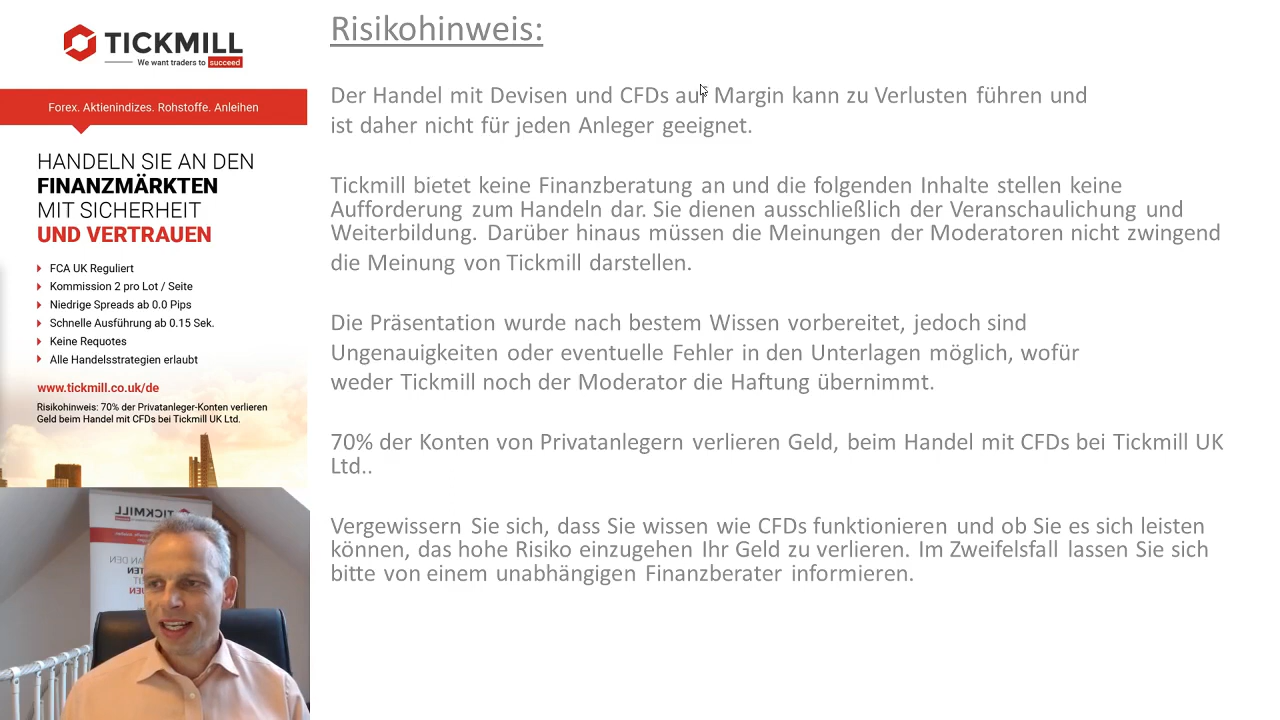 TICKMILL
We want traders to succeed
Forex. Aktienindizes. Rohstoffe. Anleihen
HANDELN SIE AN DEN
FINANZMÄRKTEN
MIT SICHERHEIT
UND VERTRAUEN
FCA UK Reguliert
Kommission 2 pro Lot / Seite
Niedrige Spreads ab 0.0 Pips
Schnelle Ausführung ab 0.15 Sek.
Keine Requotes
Alle Handelsstrategien erlaubt
www.tickmill.co.uk/de
Risikohinweis: 70% der Privatanleger-Konten verlieren
Geld beim Handel mit CFDs bei Tickmill UK Ltd.
TICKMILL
Risikohinweis:
Der Handel mit Devisen und CFDs auf Margin kann zu Verlusten führen und
ist daher nicht für jeden Anleger geeignet.
Tickmill bietet keine Finanzberatung an und die folgenden Inhalte stellen keine
Aufforderung zum Handeln dar. Sie dienen ausschließlich der Veranschaulichung und
Weiterbildung. Darüber hinaus müssen die Meinungen der Moderatoren nicht zwingend
die Meinung von Tickmill darstellen.
Die Präsentation wurde nach bestem Wissen vorbereitet, jedoch sind
Ungenauigkeiten oder eventuelle Fehler in den Unterlagen möglich, wofür
weder Tickmill noch der Moderator die Haftung übernimmt.
70% der Konten von Privatanlegern verlieren Geld, beim Handel mit CFDs bei Tickmill UK
Ltd..
Vergewissern Sie sich, dass Sie wissen wie CFDs funktionieren und ob Sie es sich leisten
können, das hohe Risiko einzugehen Ihr Geld zu verlieren. Im Zweifelsfall lassen Sie sich
bitte von einem unabhängigen Finanzberater informieren.